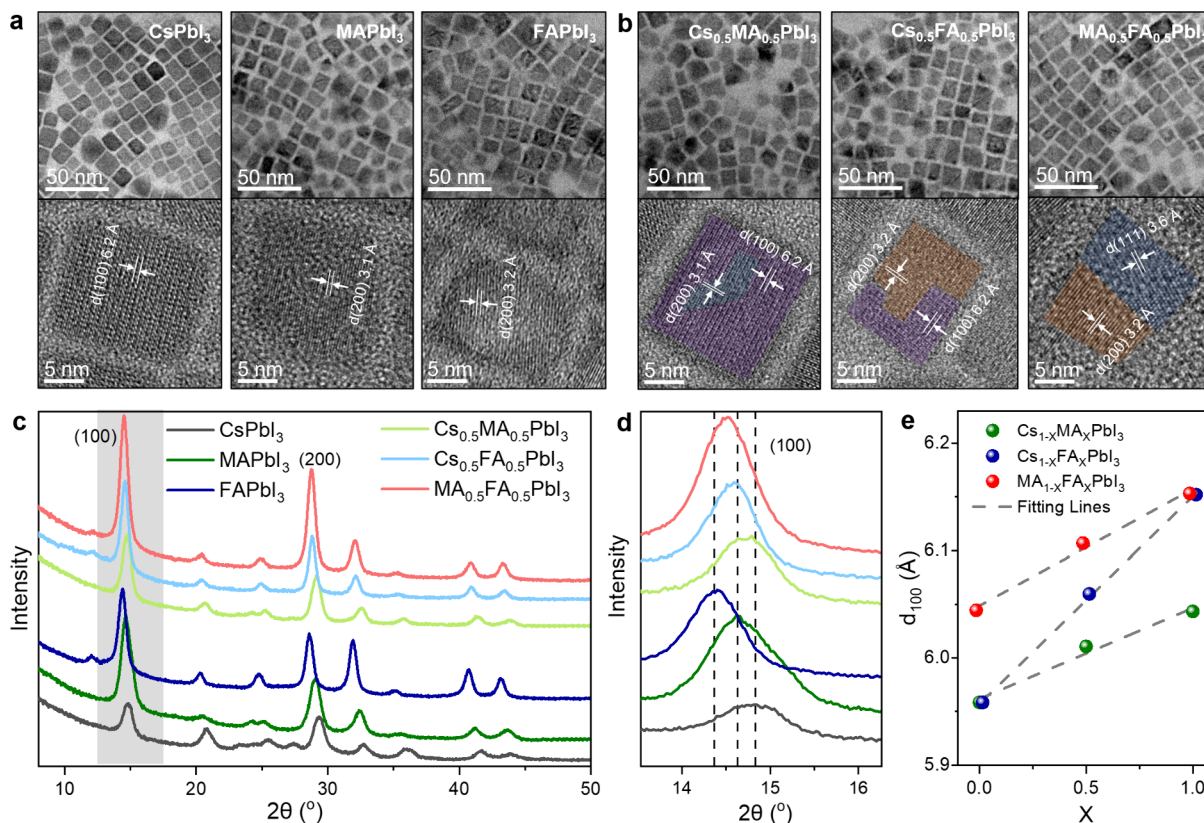 a
CsPbI₃
MAPbI₃
FAPbI₃
50 nm
50 nm
50 nm
d(100) 6.2 Å
d(200) 3.1 Å
d(200) 3.2 Å
5 nm
5 nm
5 nm
b
Cs₀.₅MA₀.₅PbI₃
Cs₀.₅FA₀.₅PbI₃
MA₀.₅FA₀.₅PbI₃
50 nm
50 nm
50 nm
d(200) 3.1 Å
d(100) 6.2 Å
d(200) 3.2 Å
d(100) 6.2 Å
d(111) 3.6 Å
d(200) 3.2 Å
5 nm
5 nm
5 nm
c
(100)
(200)
CsPbI₃
MAPbI₃
FAPbI₃
Cs₀.₅MA₀.₅PbI₃
Cs₀.₅FA₀.₅PbI₃
MA₀.₅FA₀.₅PbI₃
Intensity
10 20 30 40 50
2θ (°)
d
(100)
Intensity
14 15 16
2θ (°)
e
Cs₁₋ₓMAₓPbI₃
Cs₁₋ₓFAₓPbI₃
MA₁₋ₓFAₓPbI₃
Fitting Lines
d₁₀₀ (Å)
6.2
6.1
6.0
5.9
0.0 0.5 1.0
X